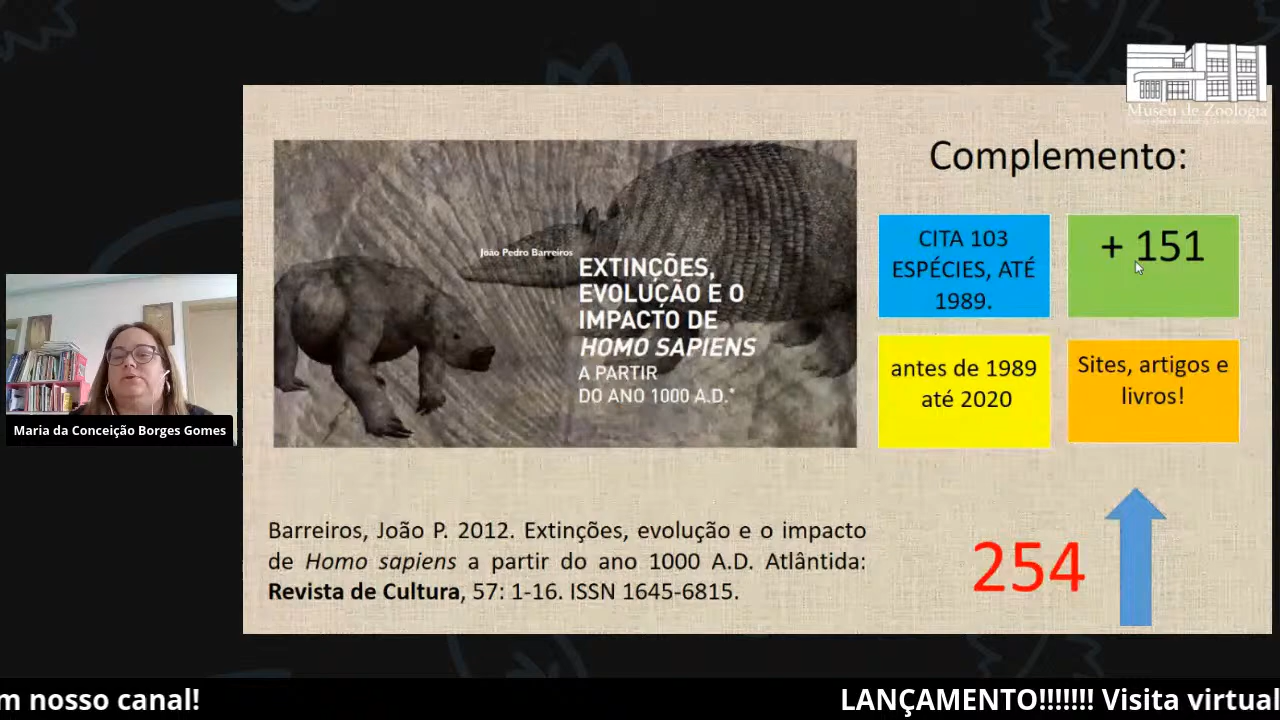 Museu de Zoologia
Complemento:
João Pedro Barreiros
EXTINÇÕES,
EVOLUÇÃO E O
IMPACTO DE
HOMO SAPIENS
A PARTIR
DO ANO 1000 A.D.*
CITA 103
ESPÉCIES, ATÉ
1989.
+ 151
antes de 1989
até 2020
Sites, artigos e
livros!
Maria da Conceição Borges Gomes
Barreiros, João P. 2012. Extinções, evolução e o impacto
de Homo sapiens a partir do ano 1000 A.D. Atlântida:
Revista de Cultura, 57: 1-16. ISSN 1645-6815.
254
m nosso canal!
LANÇAMENTO!!!!!!! Visita virtual